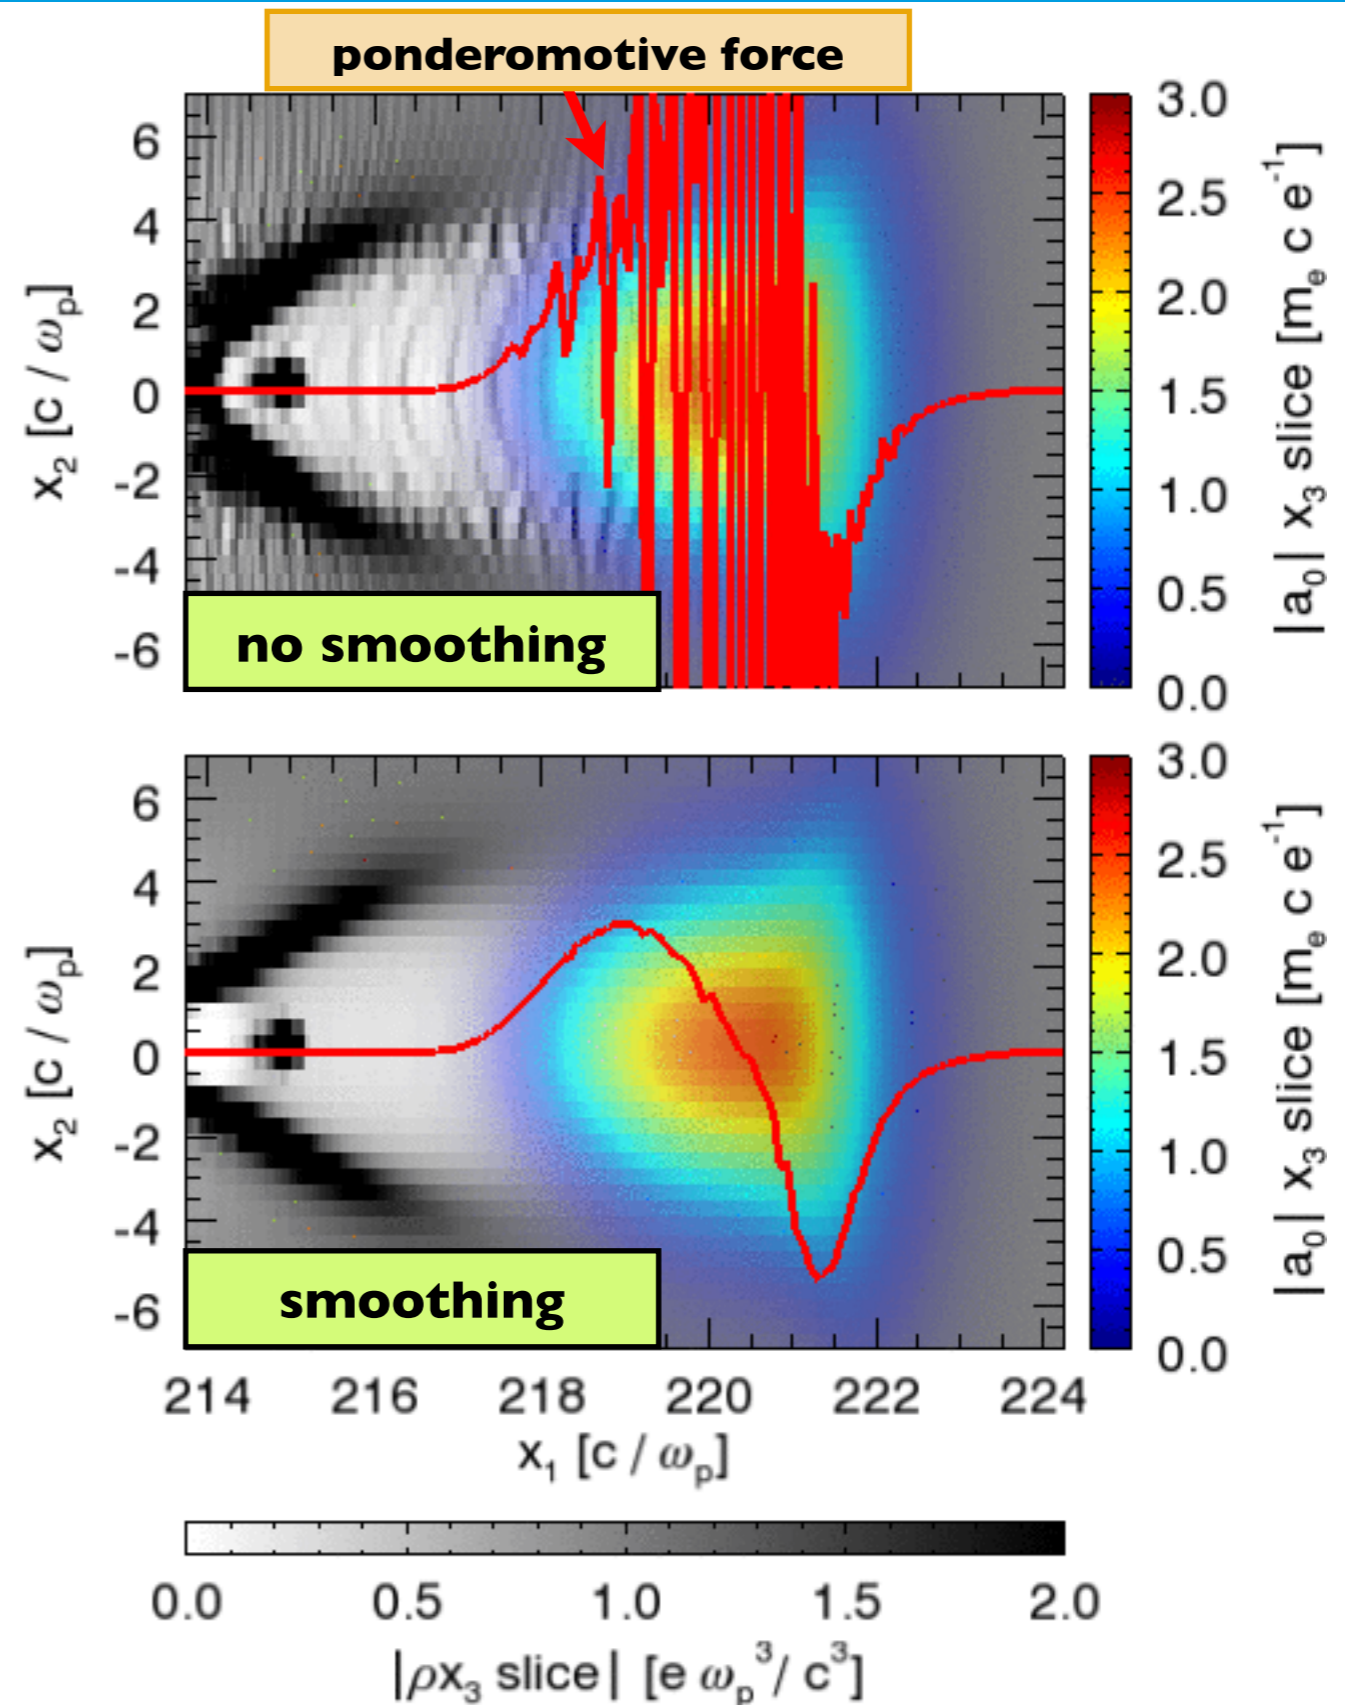 ponderomotive force
6
4
2
0
-2
-4
-6
x₂ [c / ωₚ]
no smoothing
3.0
2.5
2.0
1.5
1.0
0.5
0.0
|a₀| x₃ slice [mₑ c e⁻¹]
6
4
2
0
-2
-4
-6
x₂ [c / ωₚ]
smoothing
3.0
2.5
2.0
1.5
1.0
0.5
0.0
|a₀| x₃ slice [mₑ c e⁻¹]
214 216 218 220 222 224
x₁ [c / ωₚ]
0.0 0.5 1.0 1.5 2.0
|ρx₃ slice| [e ωₚ³/ c³]